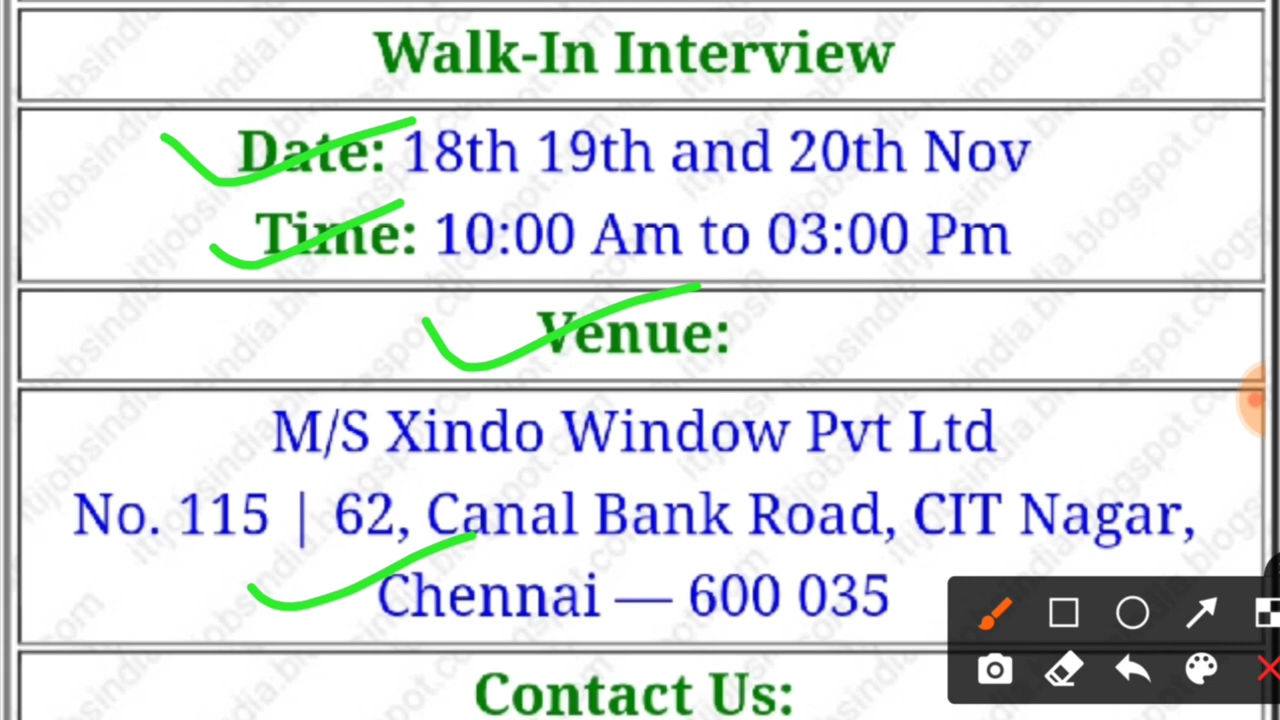 Walk-In Interview
Date: 18th 19th and 20th Nov
Time: 10:00 Am to 03:00 Pm
Venue:
M/S Xindo Window Pvt Ltd
No. 115 | 62, Canal Bank Road, CIT Nagar,
Chennai — 600 035
Contact Us: